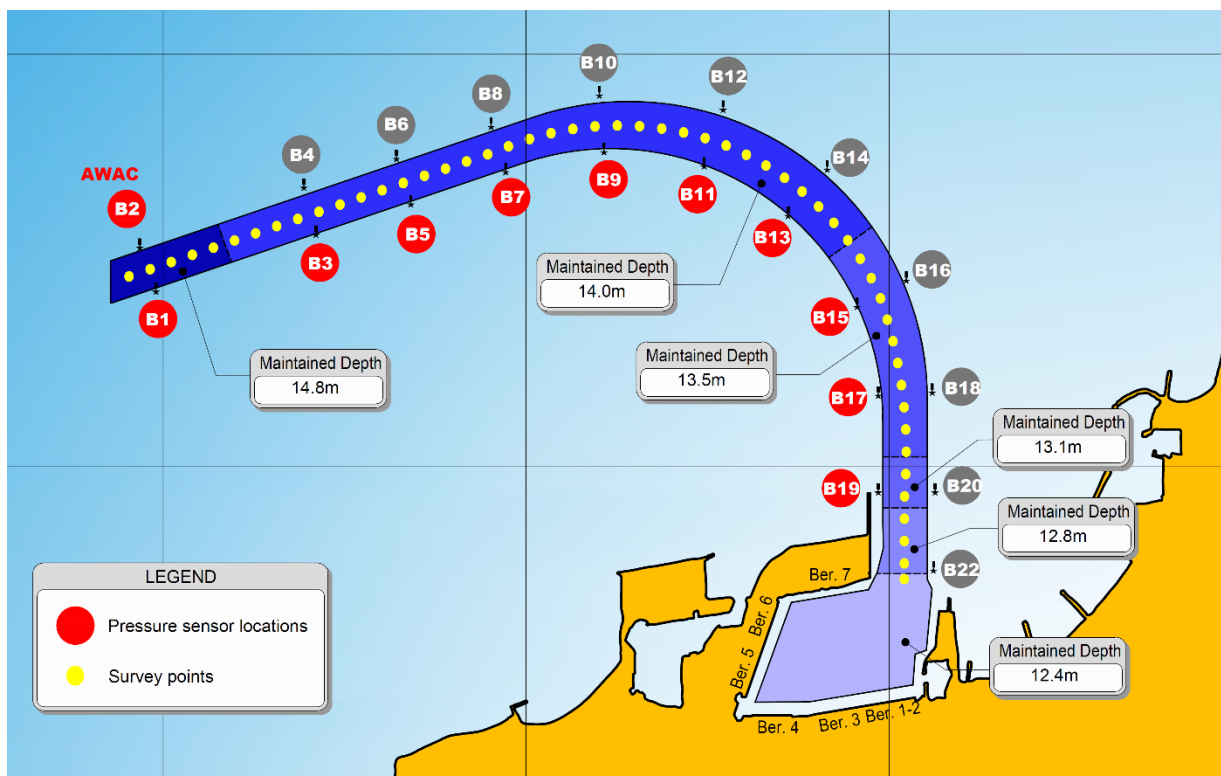 B10
B12
B8
B6
B14
B4
AWAC
B2
B9
B11
B7
B13
B5
B3
B1
B16
Maintained Depth
14.0m
B15
Maintained Depth
14.8m
Maintained Depth
13.5m
B17
B18
Maintained Depth
13.1m
B19
B20
Maintained Depth
12.8m
B22
Ber. 7
Ber. 6
Ber. 5
Ber. 4
Ber. 3
Ber. 1-2
Maintained Depth
12.4m
LEGEND
Pressure sensor locations
Survey points